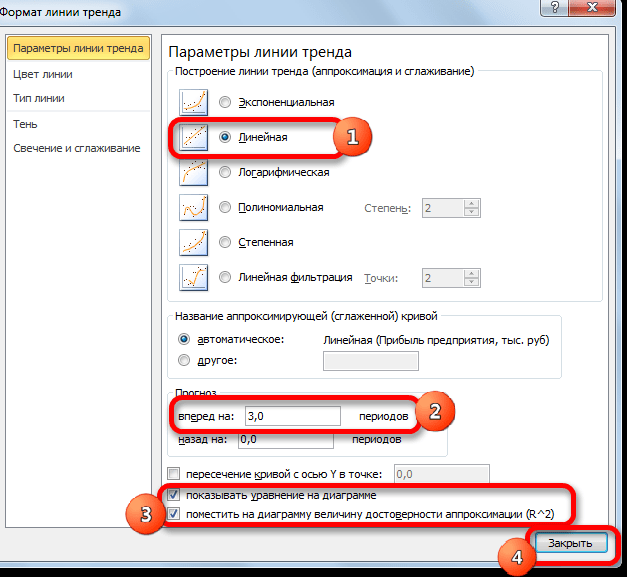 Формат линии тренда
?
Параметры линии тренда
Цвет линии
Тип линии
Тень
Свечение и сглаживание
Параметры линии тренда
Построение линии тренда (аппроксимация и сглаживание)
Экспоненциальная
Линейная
1
Логарифмическая
Полиномиальная Степень: 2
Степенная
Линейная фильтрация Точки: 2
Название аппроксимирующей (сглаженной) кривой
автоматическое: Линейная (Прибыль предприятия, тыс. руб)
другое:
Прогноз
вперед на: 3,0 периодов
2
назад на: 0,0 периодов
пересечение кривой с осью Y в точке: 0,0
показывать уравнение на диаграмме
3
поместить на диаграмму величину достоверности аппроксимации (R^2)
Закрыть
4